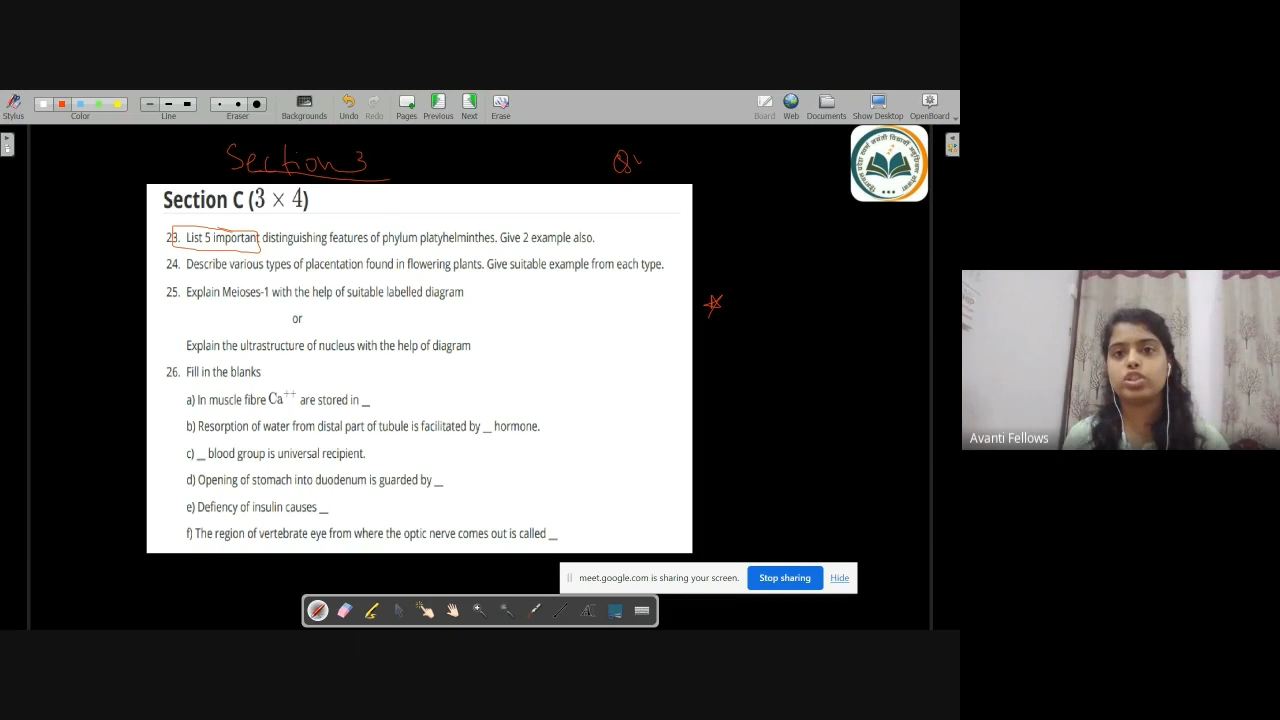 Stylus Color Line Eraser Backgrounds Undo Redo Pages Previous Next Erase Board Web Documents Show Desktop OpenBoard
Section 3
Section C (3 × 4)
23. List 5 important distinguishing features of phylum platyhelminthes. Give 2 example also.
24. Describe various types of placentation found in flowering plants. Give suitable example from each type.
25. Explain Meioses-1 with the help of suitable labelled diagram
or
Explain the ultrastructure of nucleus with the help of diagram
26. Fill in the blanks
a) In muscle fibre Ca++ are stored in _
b) Resorption of water from distal part of tubule is facilitated by _ hormone.
c) _ blood group is universal recipient.
d) Opening of stomach into duodenum is guarded by _
e) Defiency of insulin causes _
f) The region of vertebrate eye from where the optic nerve comes out is called _
Avanti Fellows
meet.google.com is sharing your screen. Stop sharing Hide